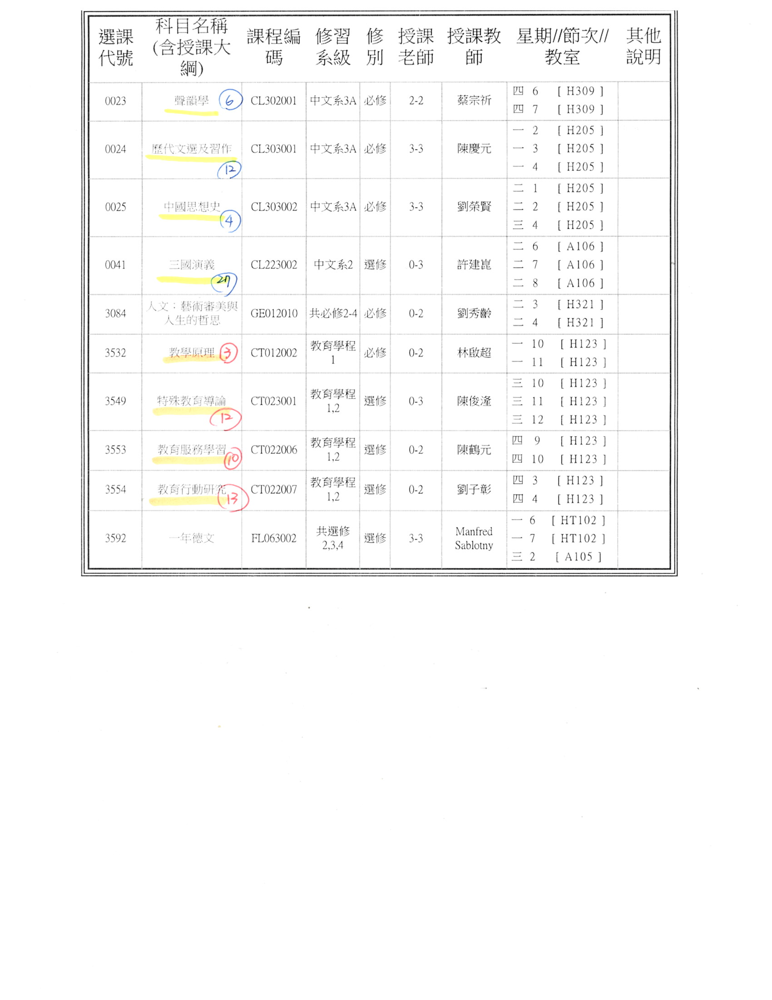 選課代號 科目名稱(含授課大綱) 課程編碼 修習系級 修別 授課老師 授課教師 星期//節次//教室 其他說明
0023 聲韻學 6 CL302001 中文系3A 必修 2-2 蔡宗祈 四 6 [ H309 ]
四 7 [ H309 ]
0024 歷代文選及習作 12 CL303001 中文系3A 必修 3-3 陳慶元 一 2 [ H205 ]
一 3 [ H205 ]
一 4 [ H205 ]
0025 中國思想史 4 CL303002 中文系3A 必修 3-3 劉榮賢 二 1 [ H205 ]
二 2 [ H205 ]
三 4 [ H205 ]
0041 三國演義 CL223002 中文系2 選修 0-3 許建崑 二 6 [ A106 ]
二 7 [ A106 ]
二 8 [ A106 ]
3084 人文：藝術審美與人生的哲思 GE012010 共必修2-4 必修 0-2 劉秀齡 二 3 [ H321 ]
二 4 [ H321 ]
3532 教學原理 3 CT012002 教育學程1 必修 0-2 林啟超 一 10 [ H123 ]
一 11 [ H123 ]
3549 特殊教育導論 12 CT023001 教育學程1,2 選修 0-3 陳俊瀅 三 10 [ H123 ]
三 11 [ H123 ]
三 12 [ H123 ]
3553 教育服務學習 10 CT022006 教育學程1,2 選修 0-2 陳鶴元 四 9 [ H123 ]
四 10 [ H123 ]
3554 教育行動研究 13 CT022007 教育學程1,2 選修 0-2 劉子彰 四 3 [ H123 ]
四 4 [ H123 ]
3592 一年德文 FL063002 共選修2,3,4 選修 3-3 Manfred Sablotny 一 6 [ HT102 ]
一 7 [ HT102 ]
三 2 [ A105 ]